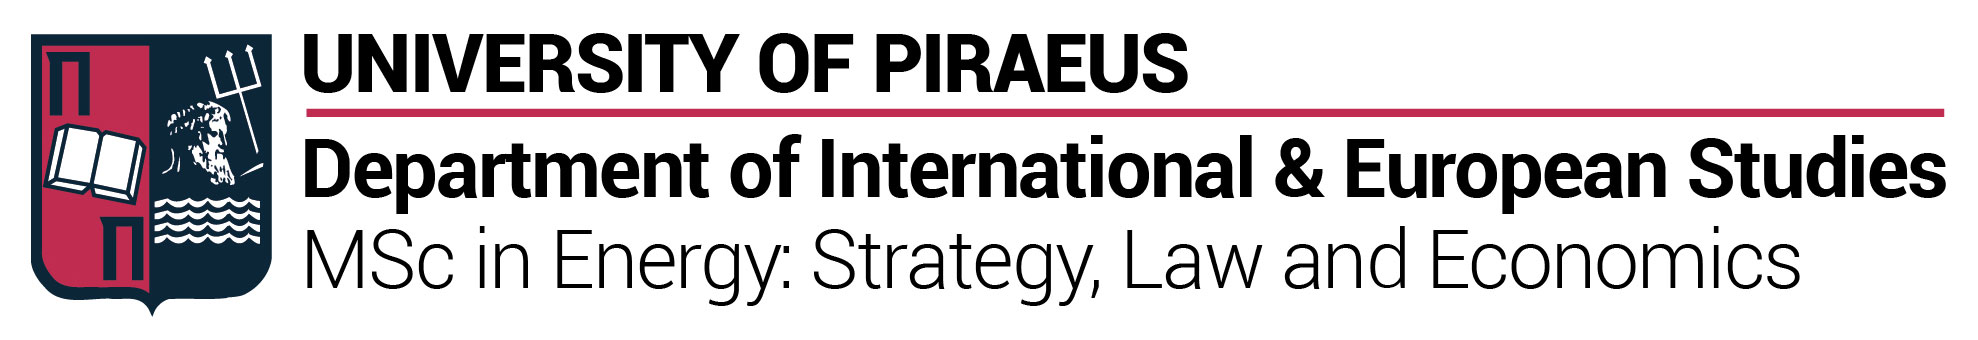 Π
Π
UNIVERSITY OF PIRAEUS
Department of International & European Studies
MSc in Energy: Strategy, Law and Economics